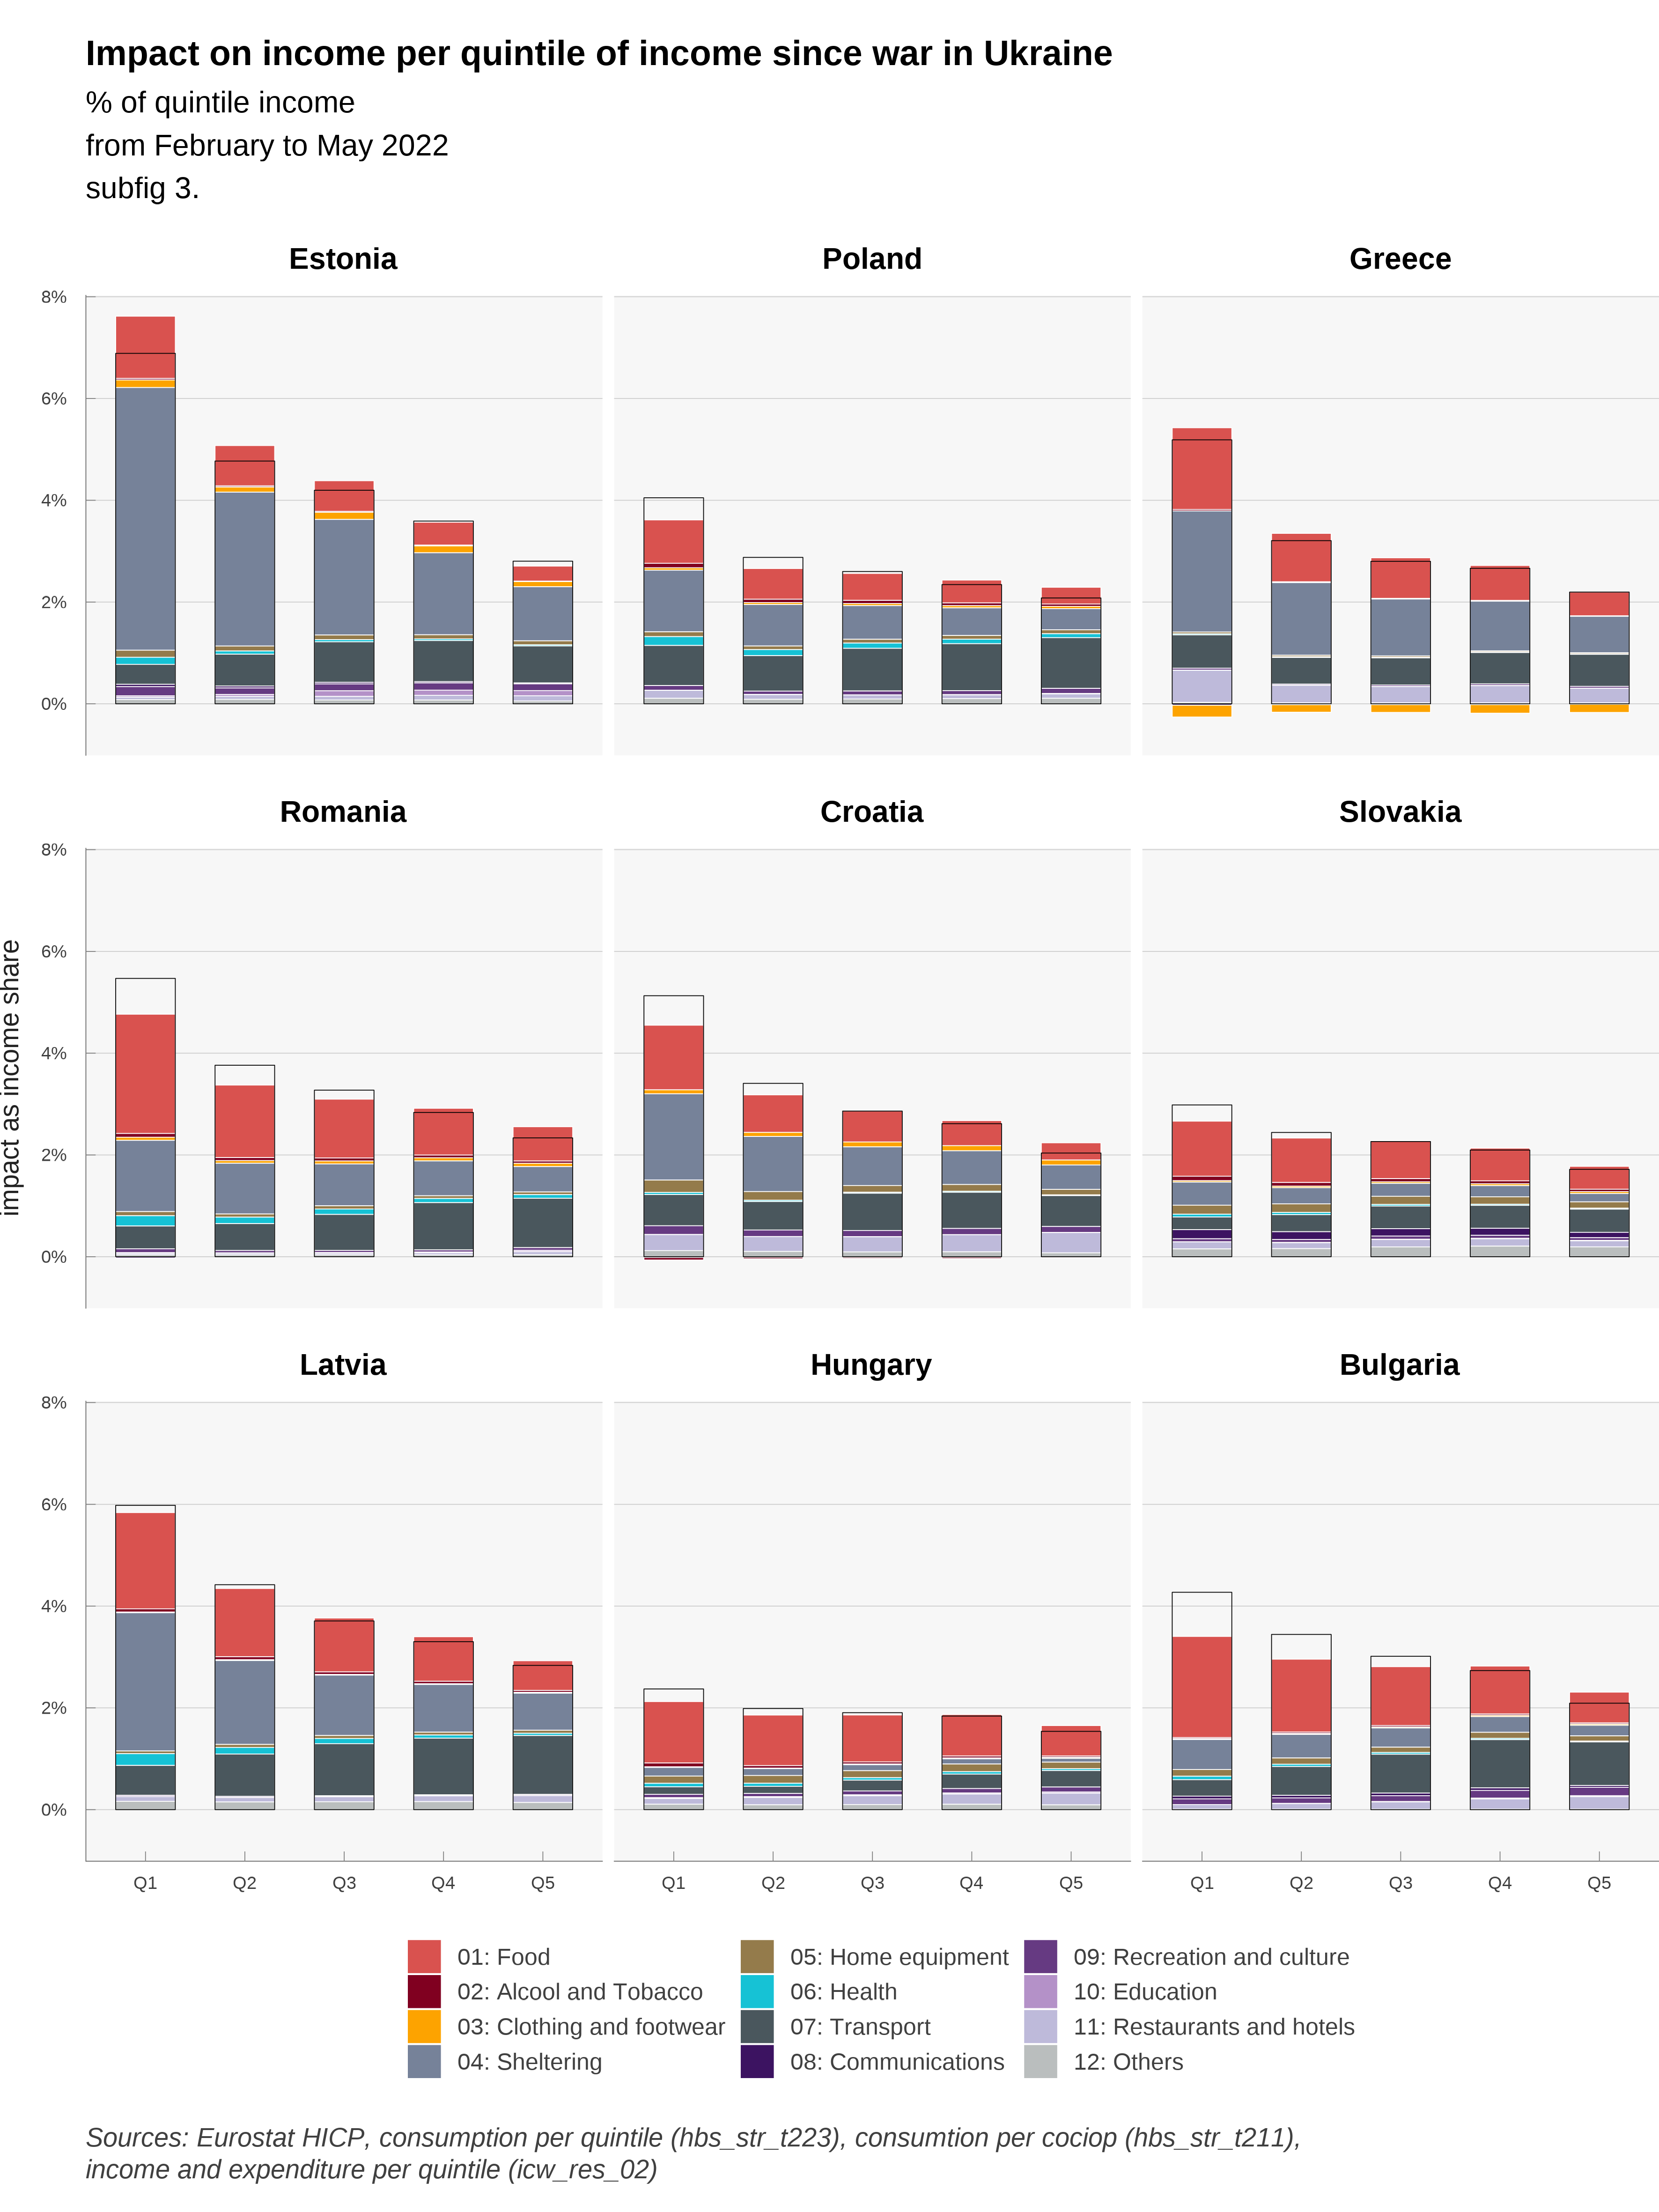 Impact on income per quintile of income since war in Ukraine
% of quintile income
from February to May 2022
subfig 3.
Estonia
Poland
Greece
8%
6%
4%
2%
0%
Romania
Croatia
Slovakia
8%
6%
4%
2%
0%
impact as income share
Latvia
Hungary
Bulgaria
8%
6%
4%
2%
0%
Q1 Q2 Q3 Q4 Q5
Q1 Q2 Q3 Q4 Q5
Q1 Q2 Q3 Q4 Q5
01: Food
02: Alcool and Tobacco
03: Clothing and footwear
04: Sheltering
05: Home equipment
06: Health
07: Transport
08: Communications
09: Recreation and culture
10: Education
11: Restaurants and hotels
12: Others
Sources: Eurostat HICP, consumption per quintile (hbs_str_t223), consumtion per cociop (hbs_str_t211),
income and expenditure per quintile (icw_res_02)